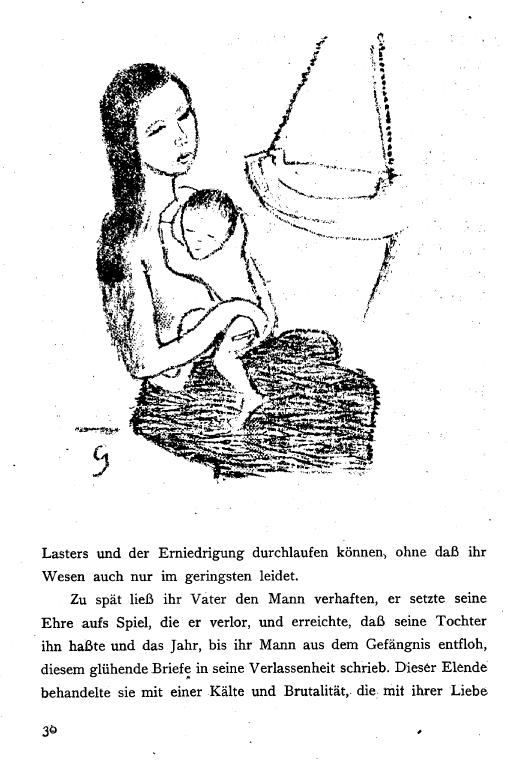 G
Lasters und der Erniedrigung durchlaufen können, ohne daß ihr
Wesen auch nur im geringsten leidet.
Zu spät ließ ihr Vater den Mann verhaften, er setzte seine
Ehre aufs Spiel, die er verlor, und erreichte, daß seine Tochter
ihn haßte und das Jahr, bis ihr Mann aus dem Gefängnis entfloh,
diesem glühende Briefe in seine Verlassenheit schrieb. Dieser Elende
behandelte sie mit einer Kälte und Brutalität, die mit ihrer Liebe
30